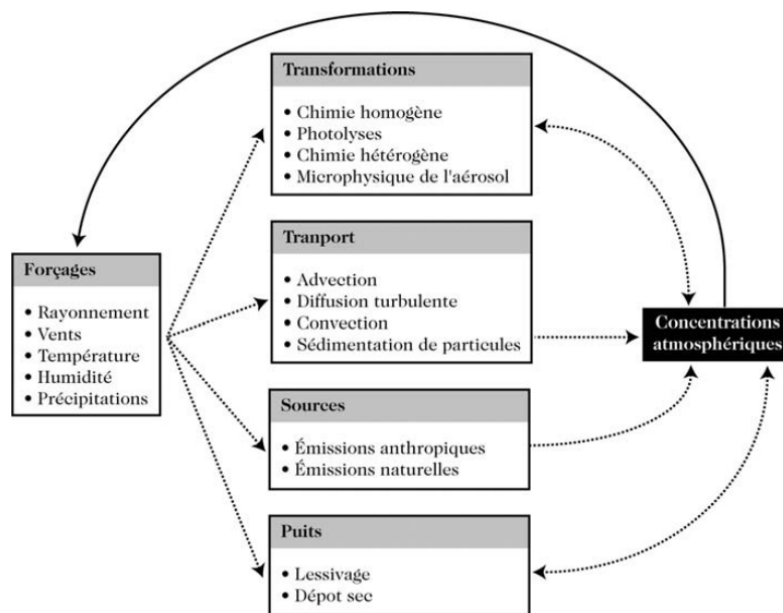 Transformations
• Chimie homogène
• Photolyses
• Chimie hétérogène
• Microphysique de l'aérosol
Tranport
• Advection
• Diffusion turbulente
• Convection
• Sédimentation de particules
Forçages
• Rayonnement
• Vents
• Température
• Humidité
• Précipitations
Concentrations
atmosphériques
Sources
• Émissions anthropiques
• Émissions naturelles
Puits
• Lessivage
• Dépot sec